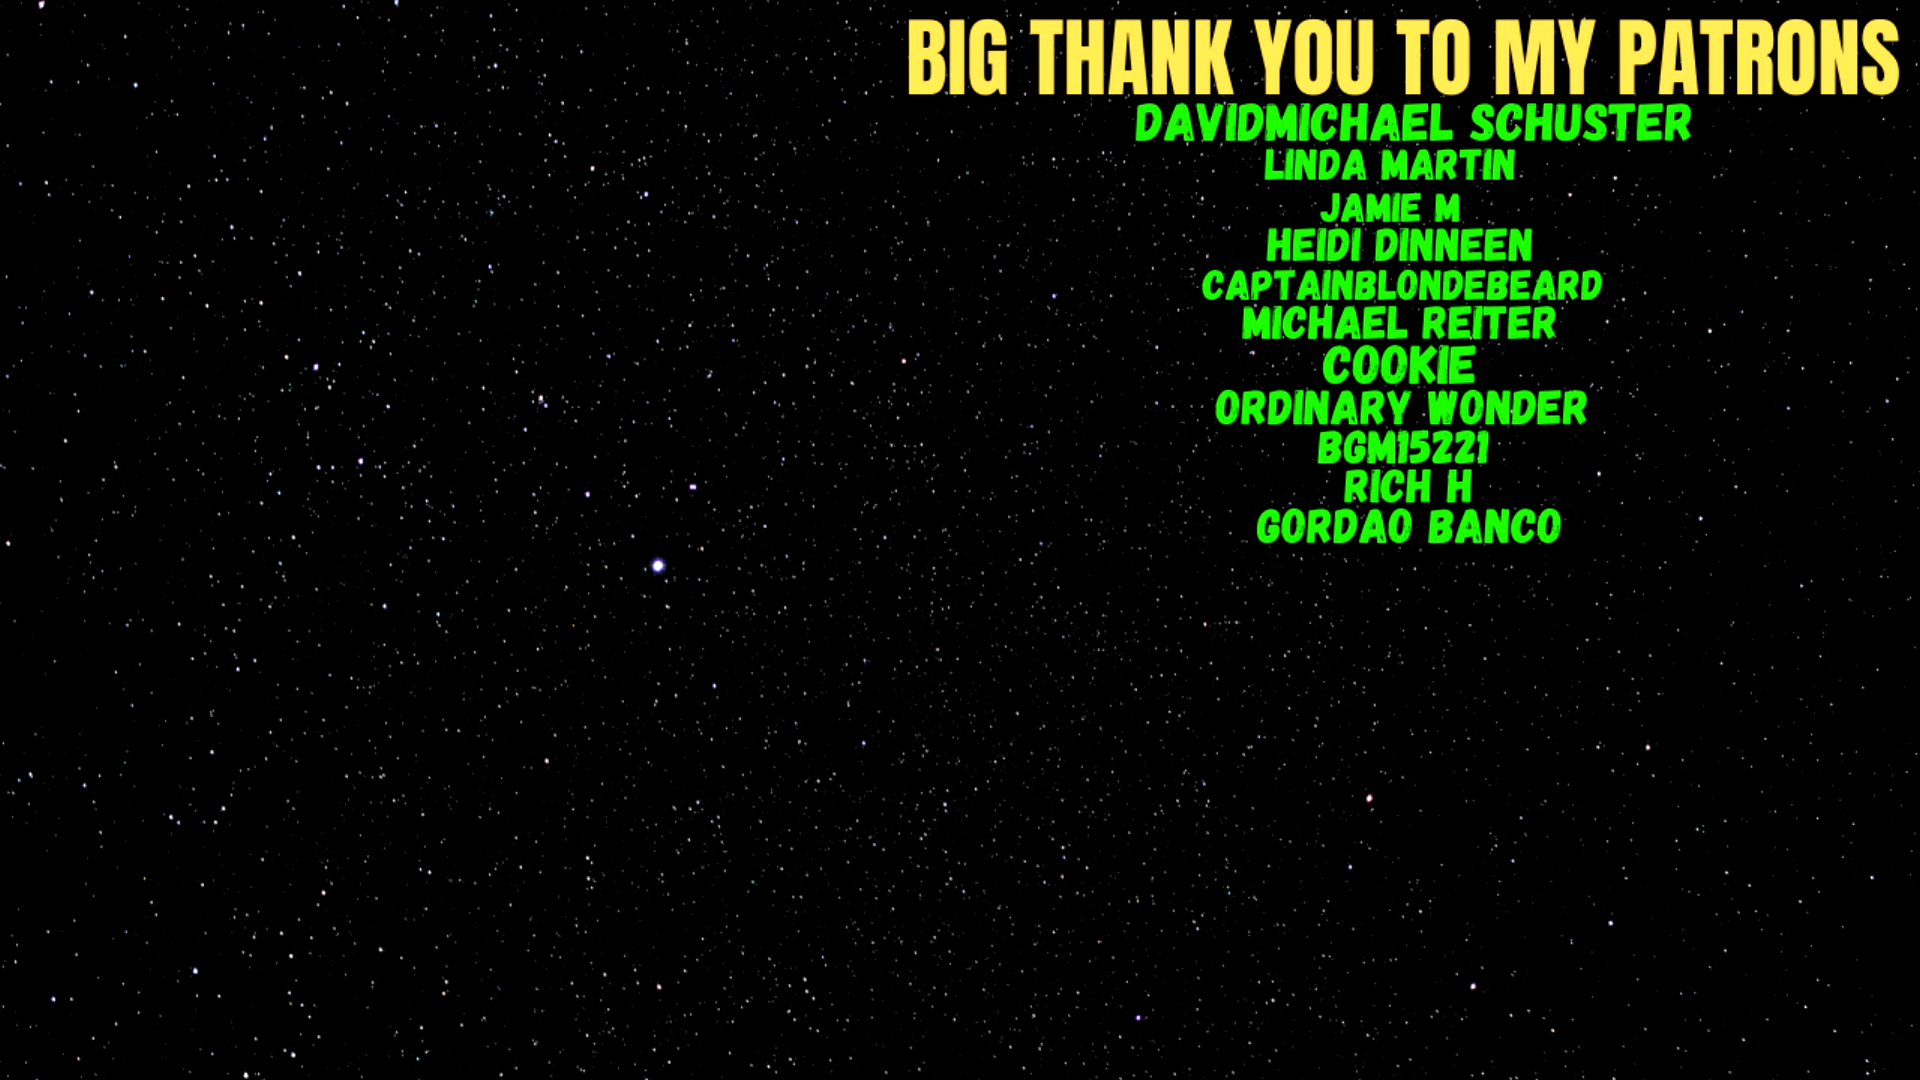 BIG THANK YOU TO MY PATRONS
DAVIDMICHAEL SCHUSTER
LINDA MARTIN
JAMIE M
HEIDI DINNEEN
CAPTAINBLONDEBEARD
MICHAEL REITER
COOKIE
ORDINARY WONDER
BGM15221
RICH H
GORDAO BANCO